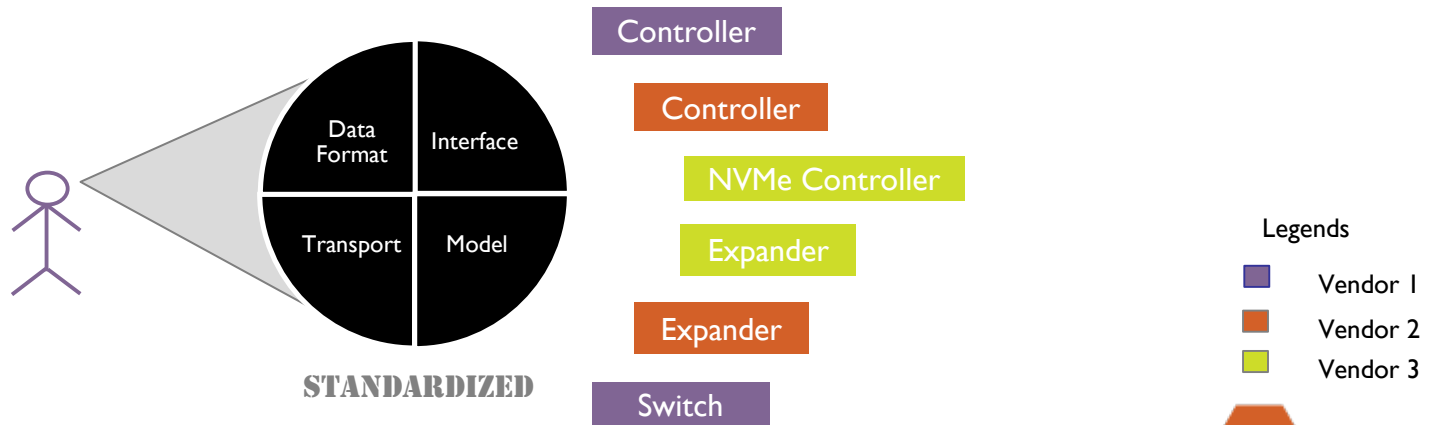 Data
Format
Interface
Transport
Model
STANDARDIZED
Controller
Controller
NVMe Controller
Expander
Expander
Switch
Legends
Vendor 1
Vendor 2
Vendor 3